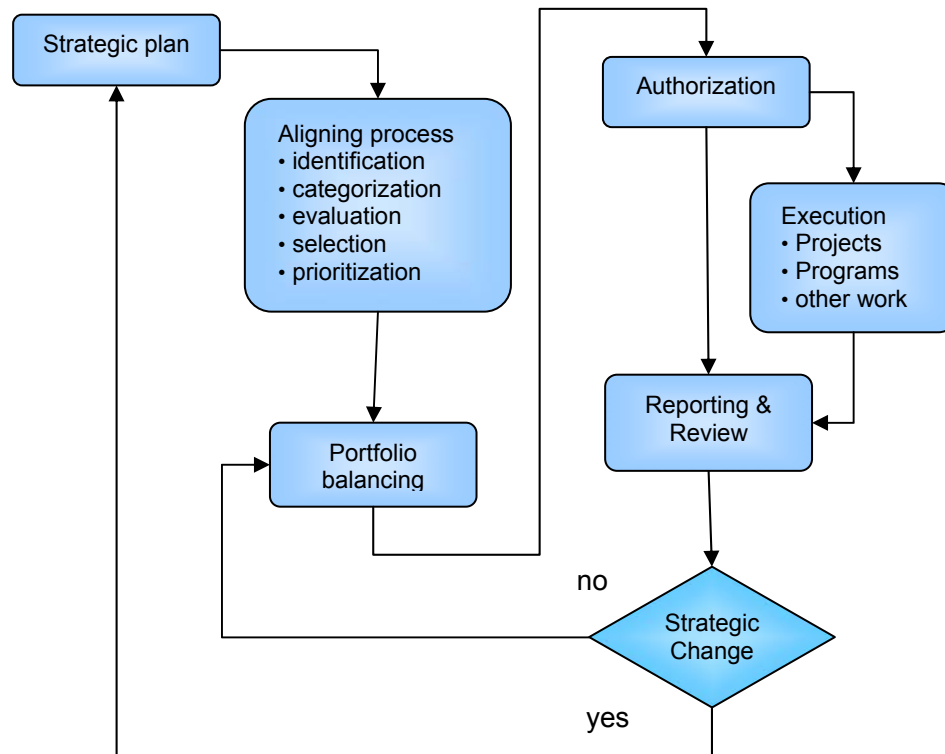 Strategic plan
Aligning process
• identification
• categorization
• evaluation
• selection
• prioritization
Portfolio
balancing
Authorization
Execution
• Projects
• Programs
• other work
Reporting &
Review
Strategic
Change
no
yes